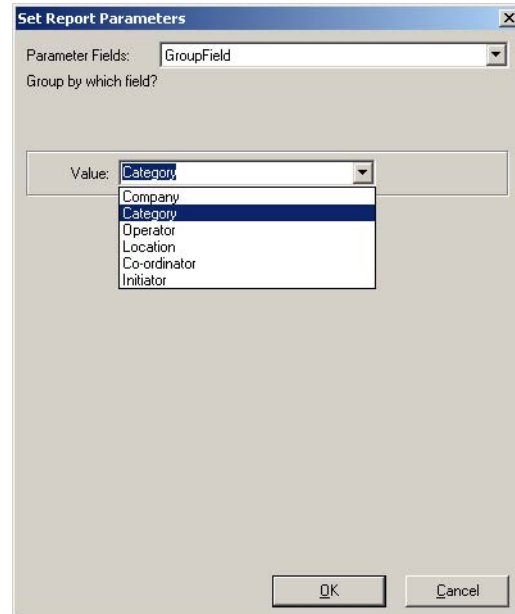 Set Report Parameters
Parameter Fields: GroupField
Group by which field?
Value: Category
Company
Category
Operator
Location
Co-ordinator
Initiator
OK Cancel